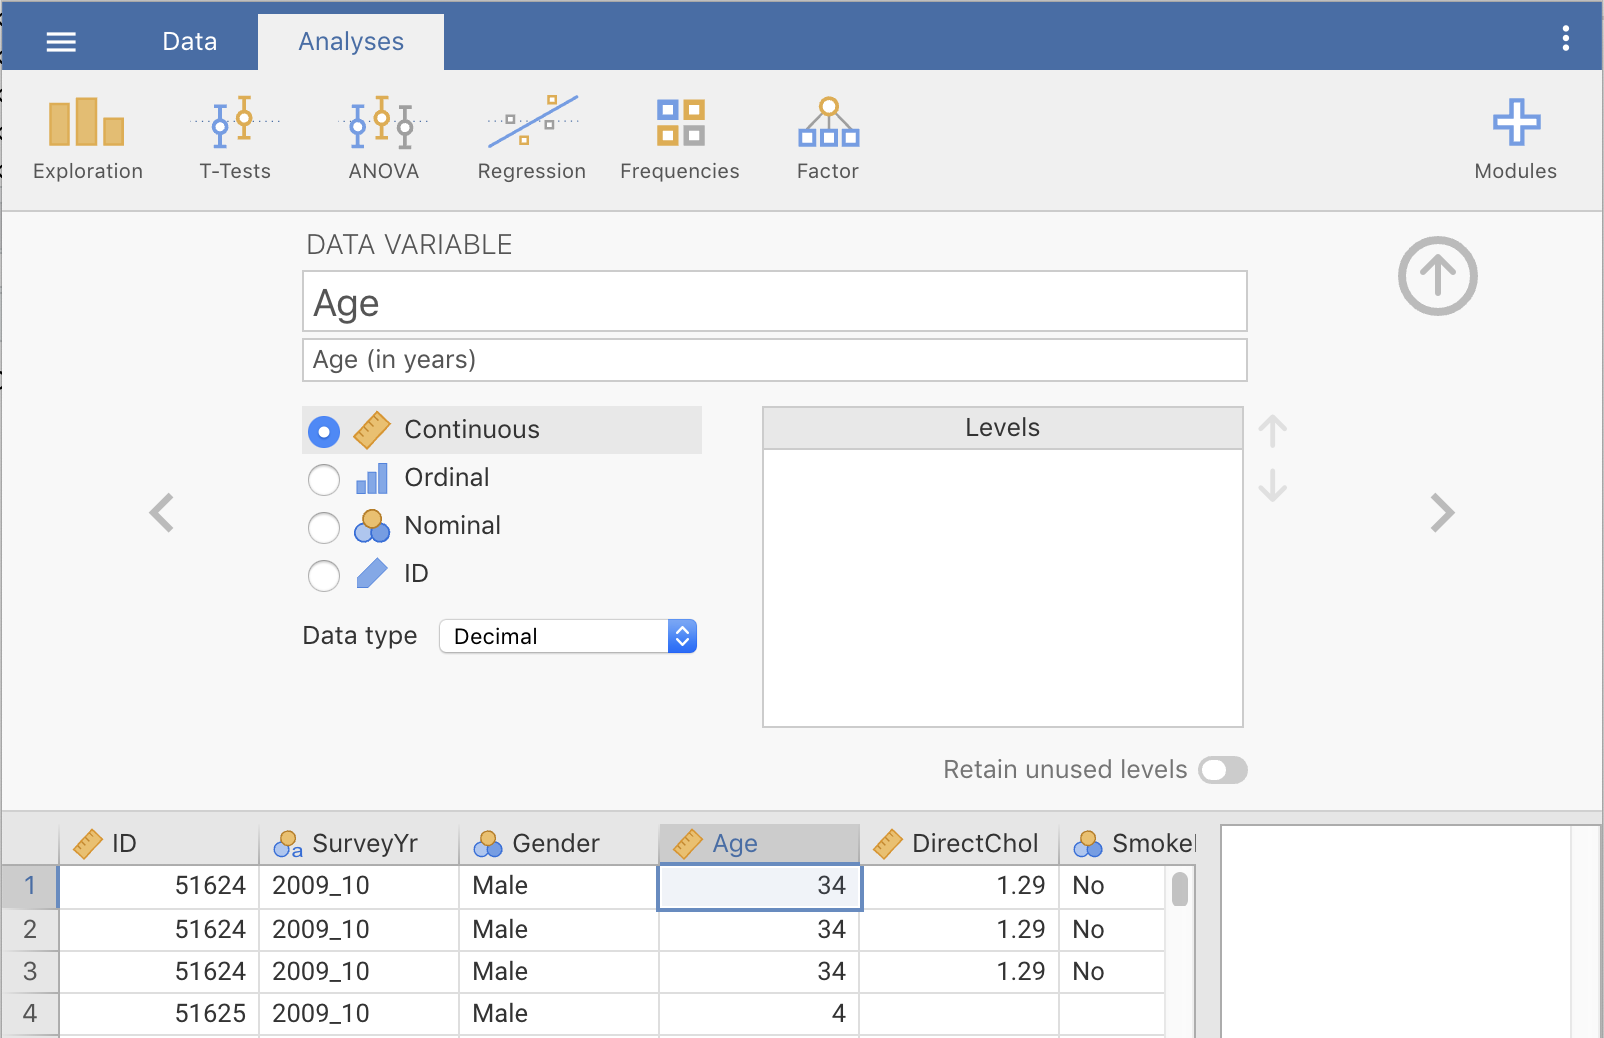 Data Analyses
Exploration T-Tests ANOVA Regression Frequencies Factor Modules
DATA VARIABLE
Age
Age (in years)
Continuous
Ordinal
Nominal
ID
Data type Decimal
Levels
Retain unused levels
ID SurveyYr Gender Age DirectChol Smoke
1 51624 2009_10 Male 34 1.29 No
2 51624 2009_10 Male 34 1.29 No
3 51624 2009_10 Male 34 1.29 No
4 51625 2009_10 Male 4